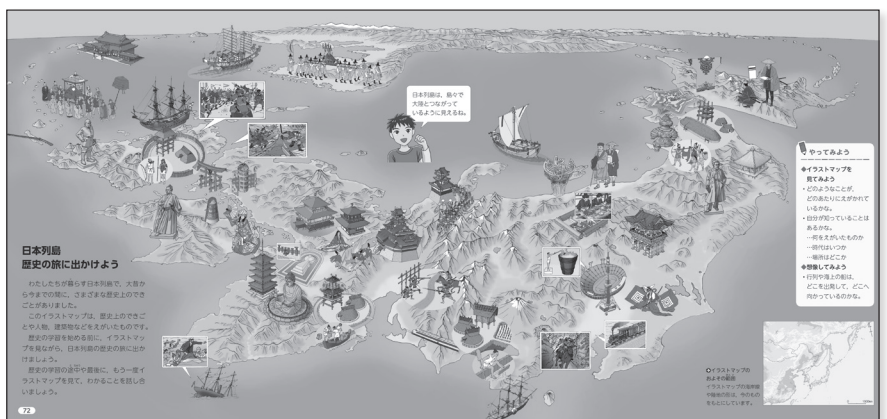 日本列島は、島々で
大陸とつながって
いるように見えるね。
日本列島
歴史の旅に出かけよう
わたしたちが暮らす日本列島で、大昔か
ら今までの間に、さまざまな歴史上のでき
ごとがありました。
このイラストマップは、歴史上のできご
とや人物、建築物などをえがいたものです。
歴史の学習を始める前に、イラストマッ
プを見ながら、日本列島の歴史の旅に出か
けましょう。
歴史の学習の途中や最後に、もう一度イ
ラストマップを見て、わかることを話し合
いましょう。
72
やってみよう
◆イラストマップを
見てみよう
・どのようなことが、
どのあたりにえがかれて
いるかな。
・自分が知っていることは
あるかな。
…何をえがいたものか
…時代はいつか
…場所はどこか
◆想像してみよう
・行列や海上の船は、
どこを出発して、どこへ
向かっているのかな。
イラストマップの
およその範囲
イラストマップの海岸線
や陸地の形は、今のもの
をもとにしています。